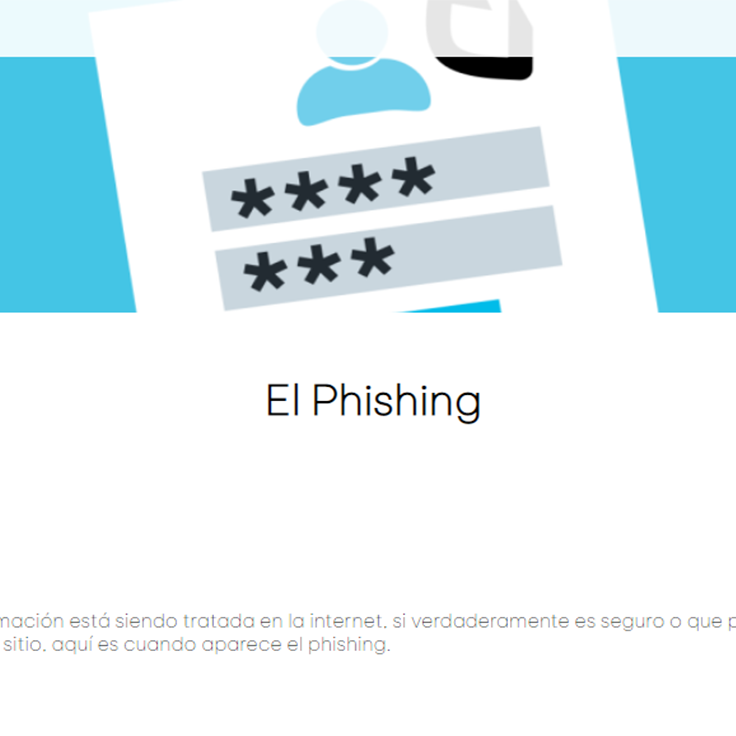 ****
***
El Phishing
mación está siendo tratada en la internet, si verdaderamente es seguro o que p
sitio, aquí es cuando aparece el phishing.